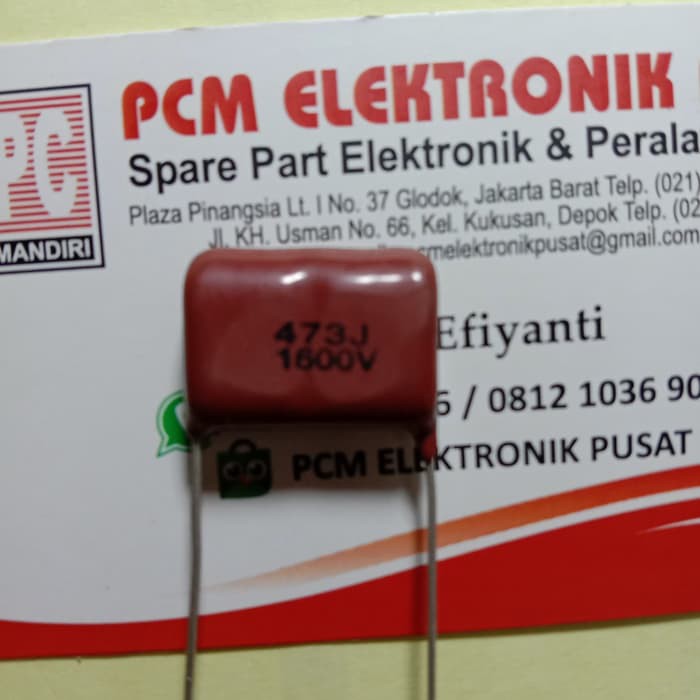 PC
MANDIRI
PCM ELEKTRONIK
Spare Part Elektronik & Perala
Plaza Pinangsia Lt. I No. 37 Glodok, Jakarta Barat Telp. (021)
Jl. KH. Usman No. 66, Kel. Kukusan, Depok Telp. (02
melektronikpusat@gmail.com
473J
1600V
Efiyanti
6 / 0812 1036 90
PCM ELEKTRONIK PUSAT